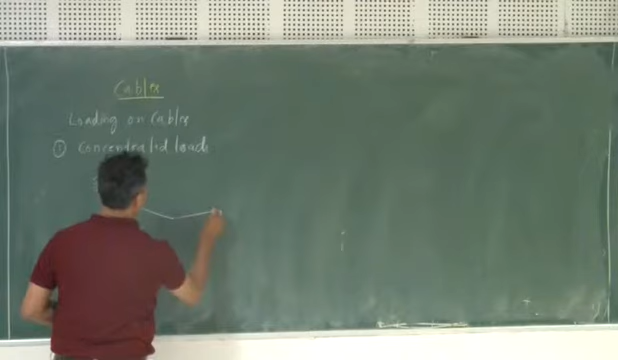 Cables
Loading on Cables
① Concentrated loads